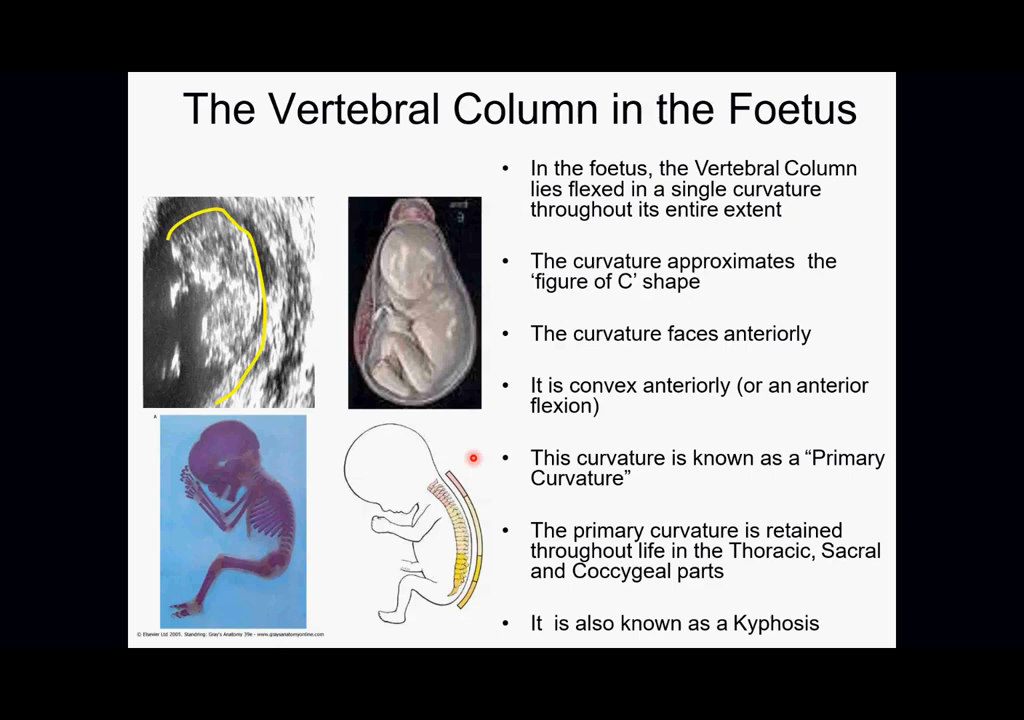 The Vertebral Column in the Foetus
• In the foetus, the Vertebral Column
lies flexed in a single curvature
throughout its entire extent
• The curvature approximates the
‘figure of C’ shape
• The curvature faces anteriorly
• It is convex anteriorly (or an anterior
flexion)
• This curvature is known as a “Primary
Curvature”
• The primary curvature is retained
throughout life in the Thoracic, Sacral
and Coccygeal parts
• It is also known as a Kyphosis
A
© Elsevier Ltd 2005. Standring: Gray's Anatomy 39e - www.graysanatomyonline.com